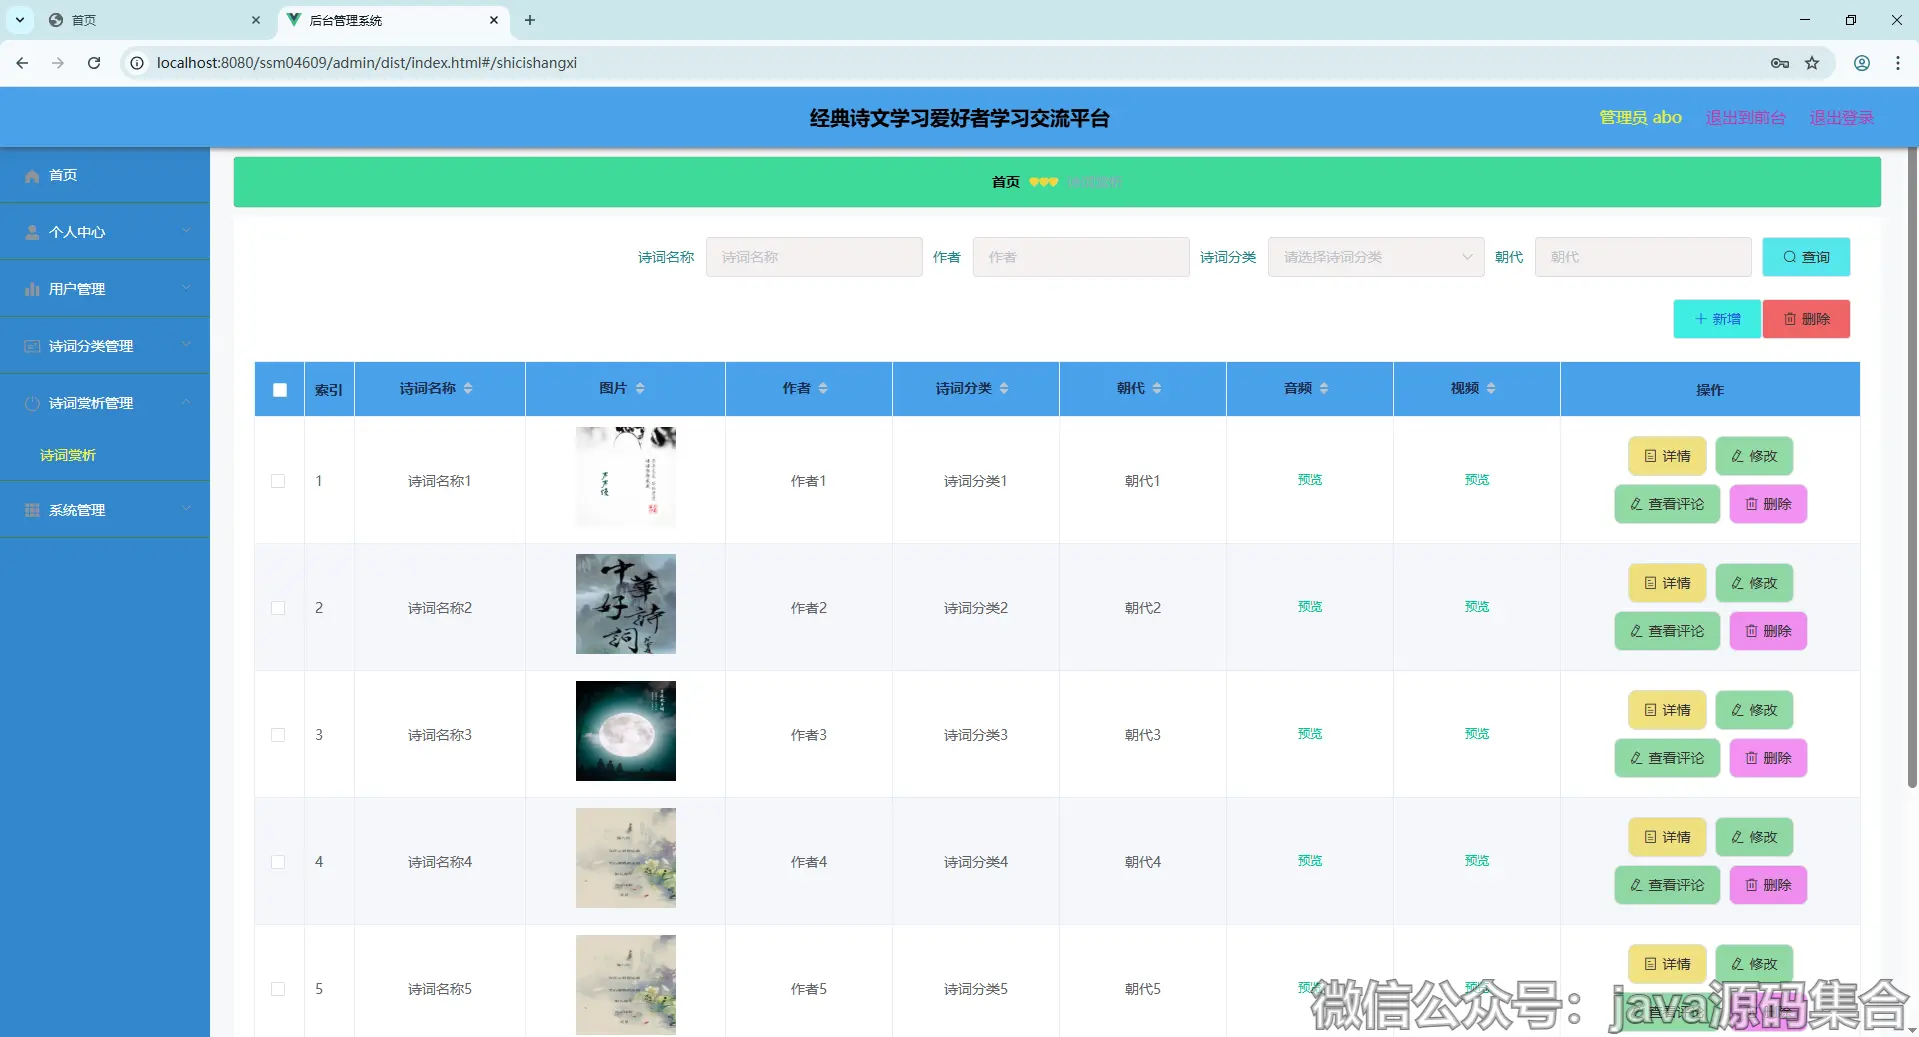 首页
后台管理系统
localhost:8080/ssm04609/admin/dist/index.html#/shicishangxi
经典诗文学习爱好者学习交流平台
管理员 abo 退出到前台 退出登录
首页
个人中心
用户管理
诗词分类管理
诗词赏析管理
诗词赏析
系统管理
首页 诗词赏析
诗词名称 诗词名称 作者 作者 诗词分类 请选择诗词分类 朝代 朝代 查询
新增 删除
索引 诗词名称 图片 作者 诗词分类 朝代 音频 视频 操作
1 诗词名称1 作者1 诗词分类1 朝代1 预览 预览 详情 修改
查看评论 删除
中華好詩詞
2 诗词名称2 作者2 诗词分类2 朝代2 预览 预览 详情 修改
查看评论 删除
3 诗词名称3 作者3 诗词分类3 朝代3 预览 预览 详情 修改
查看评论 删除
4 诗词名称4 作者4 诗词分类4 朝代4 预览 预览 详情 修改
查看评论 删除
5 诗词名称5 作者5 诗词分类5 朝代5 预览 预览 详情 修改
查看评论 删除
微信公众号：java源码集合